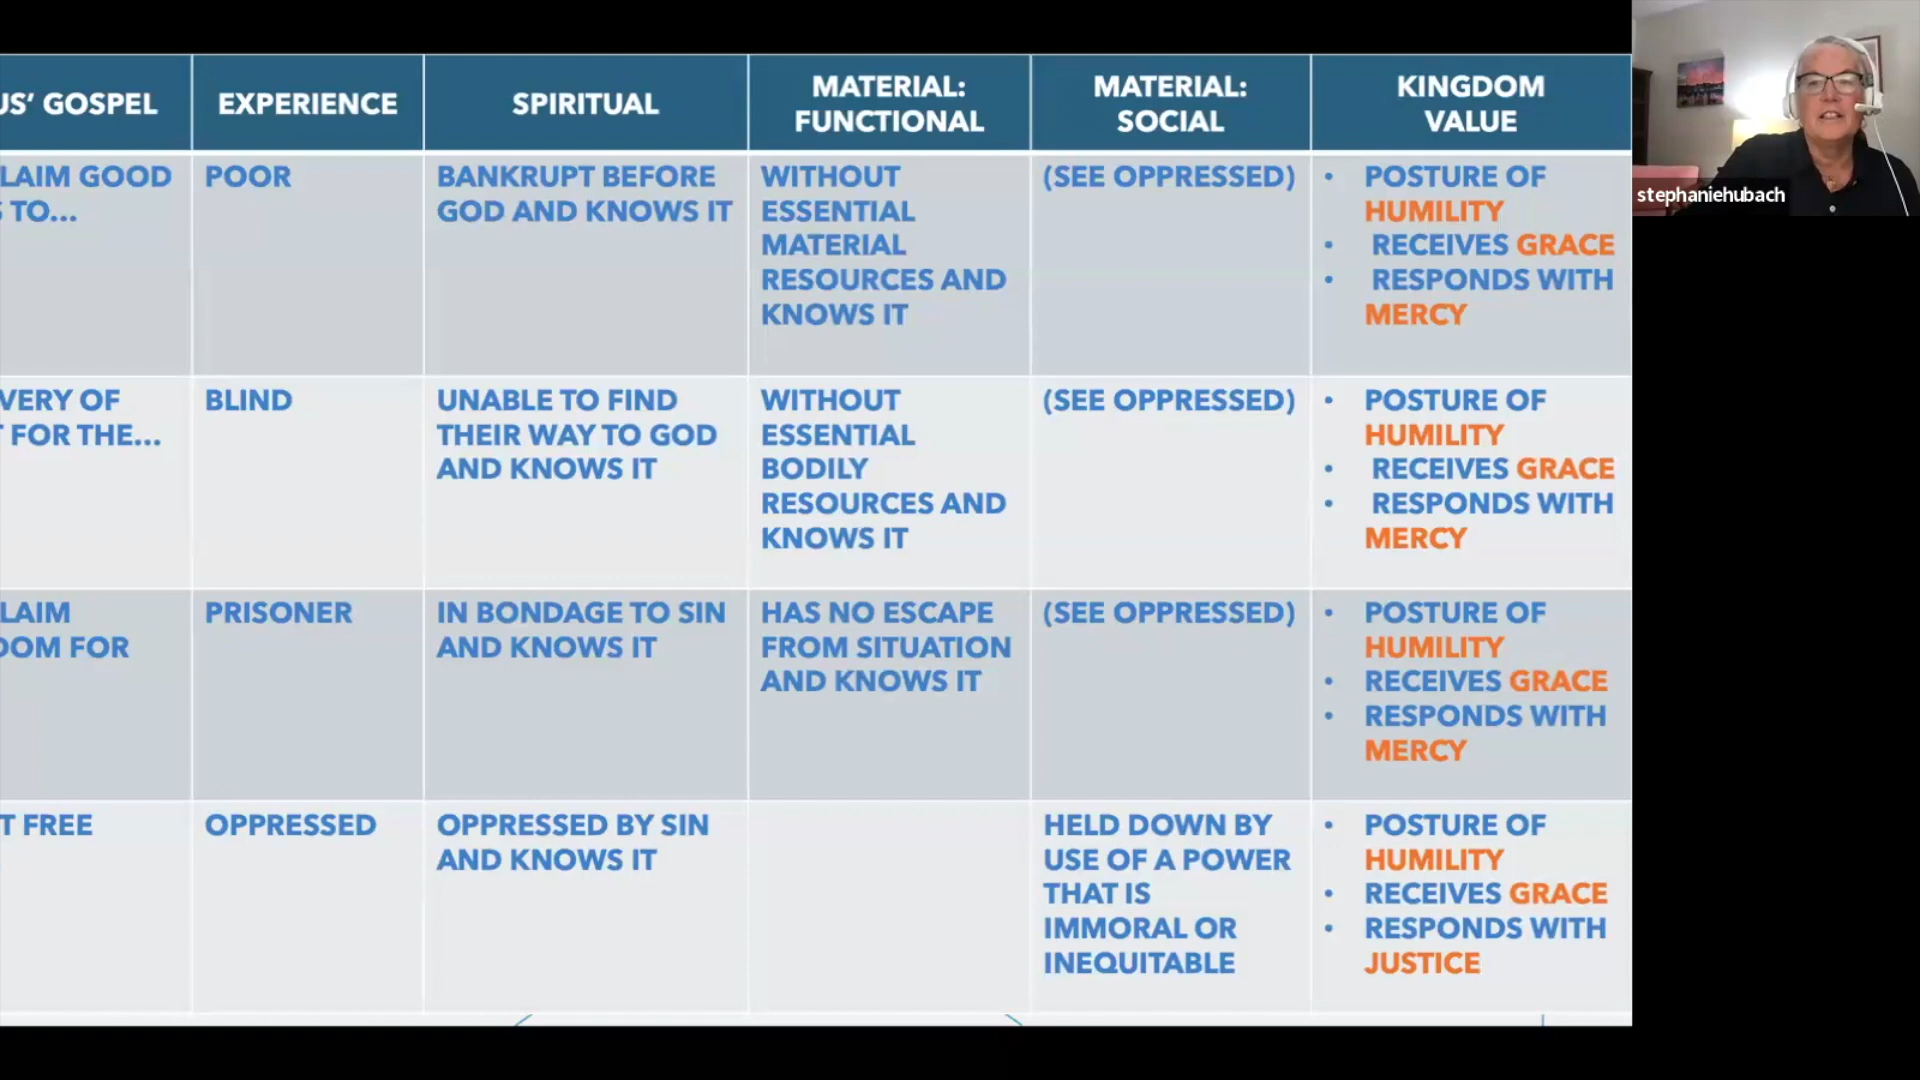 US’ GOSPEL
EXPERIENCE
SPIRITUAL
MATERIAL:
FUNCTIONAL
MATERIAL:
SOCIAL
KINGDOM
VALUE
LAIM GOOD
S TO...
POOR
BANKRUPT BEFORE
GOD AND KNOWS IT
WITHOUT
ESSENTIAL
MATERIAL
RESOURCES AND
KNOWS IT
(SEE OPPRESSED)
• POSTURE OF
HUMILITY
• RECEIVES GRACE
• RESPONDS WITH
MERCY
VERY OF
T FOR THE...
BLIND
UNABLE TO FIND
THEIR WAY TO GOD
AND KNOWS IT
WITHOUT
ESSENTIAL
BODILY
RESOURCES AND
KNOWS IT
(SEE OPPRESSED)
• POSTURE OF
HUMILITY
• RECEIVES GRACE
• RESPONDS WITH
MERCY
LAIM
DOM FOR
PRISONER
IN BONDAGE TO SIN
AND KNOWS IT
HAS NO ESCAPE
FROM SITUATION
AND KNOWS IT
(SEE OPPRESSED)
• POSTURE OF
HUMILITY
• RECEIVES GRACE
• RESPONDS WITH
MERCY
T FREE
OPPRESSED
OPPRESSED BY SIN
AND KNOWS IT
HELD DOWN BY
USE OF A POWER
THAT IS
IMMORAL OR
INEQUITABLE
• POSTURE OF
HUMILITY
• RECEIVES GRACE
• RESPONDS WITH
JUSTICE
stephaniehubach